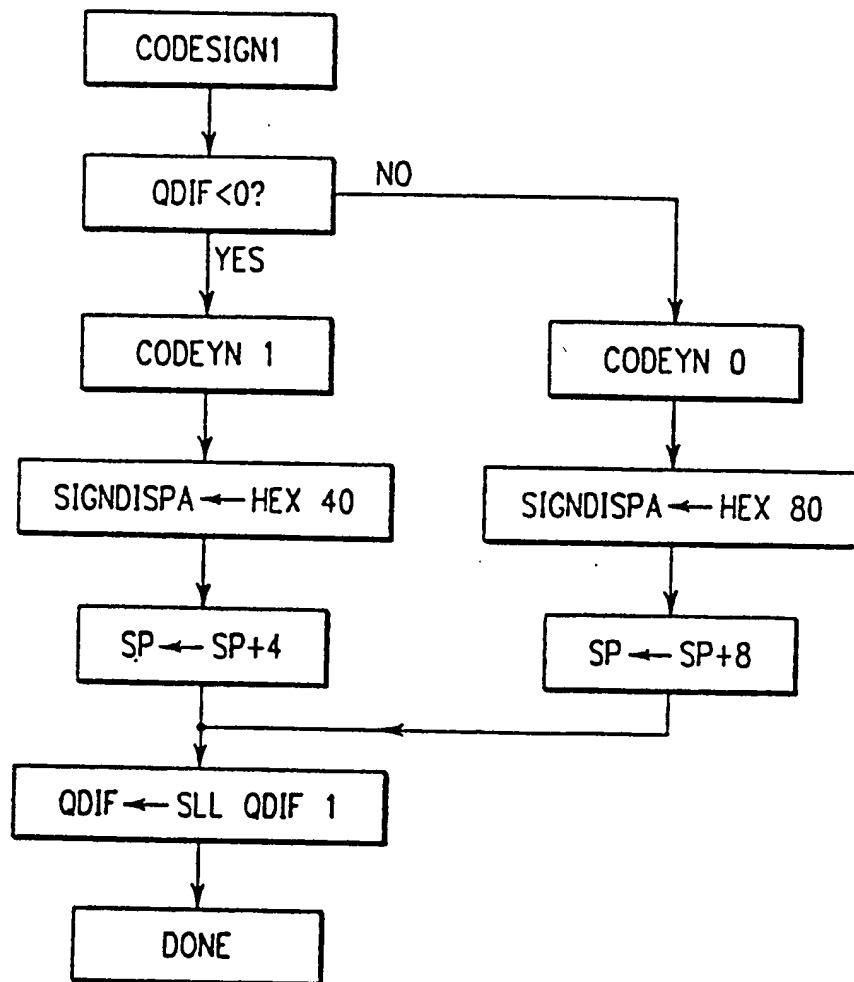 CODESIGN1
QDIF<0?
NO
YES
CODEYN 1
CODEYN 0
SIGNDISPA ← HEX 40
SIGNDISPA ← HEX 80
SP ← SP+4
SP ← SP+8
QDIF ← SLL QDIF 1
DONE